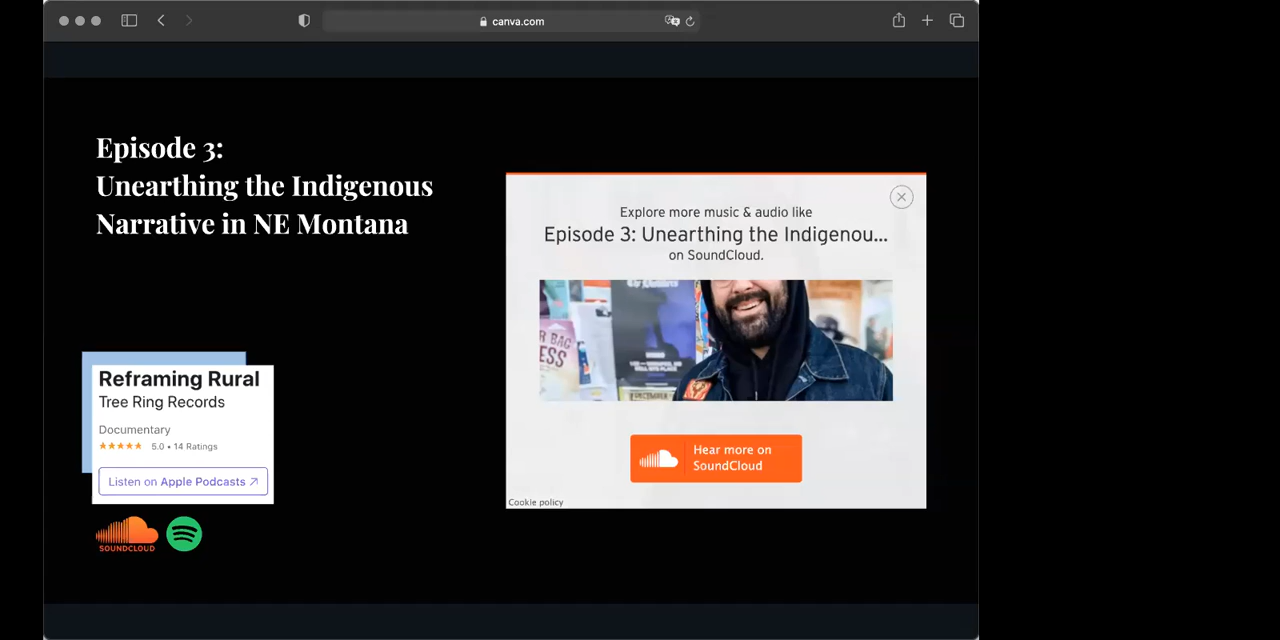 canva.com
Episode 3:
Unearthing the Indigenous
Narrative in NE Montana
Explore more music & audio like
Episode 3: Unearthing the Indigenou...
on SoundCloud.
Hear more on
SoundCloud
Cookie policy
Reframing Rural
Tree Ring Records
Documentary
5.0 • 14 Ratings
Listen on Apple Podcasts ↗
SOUNDCLOUD